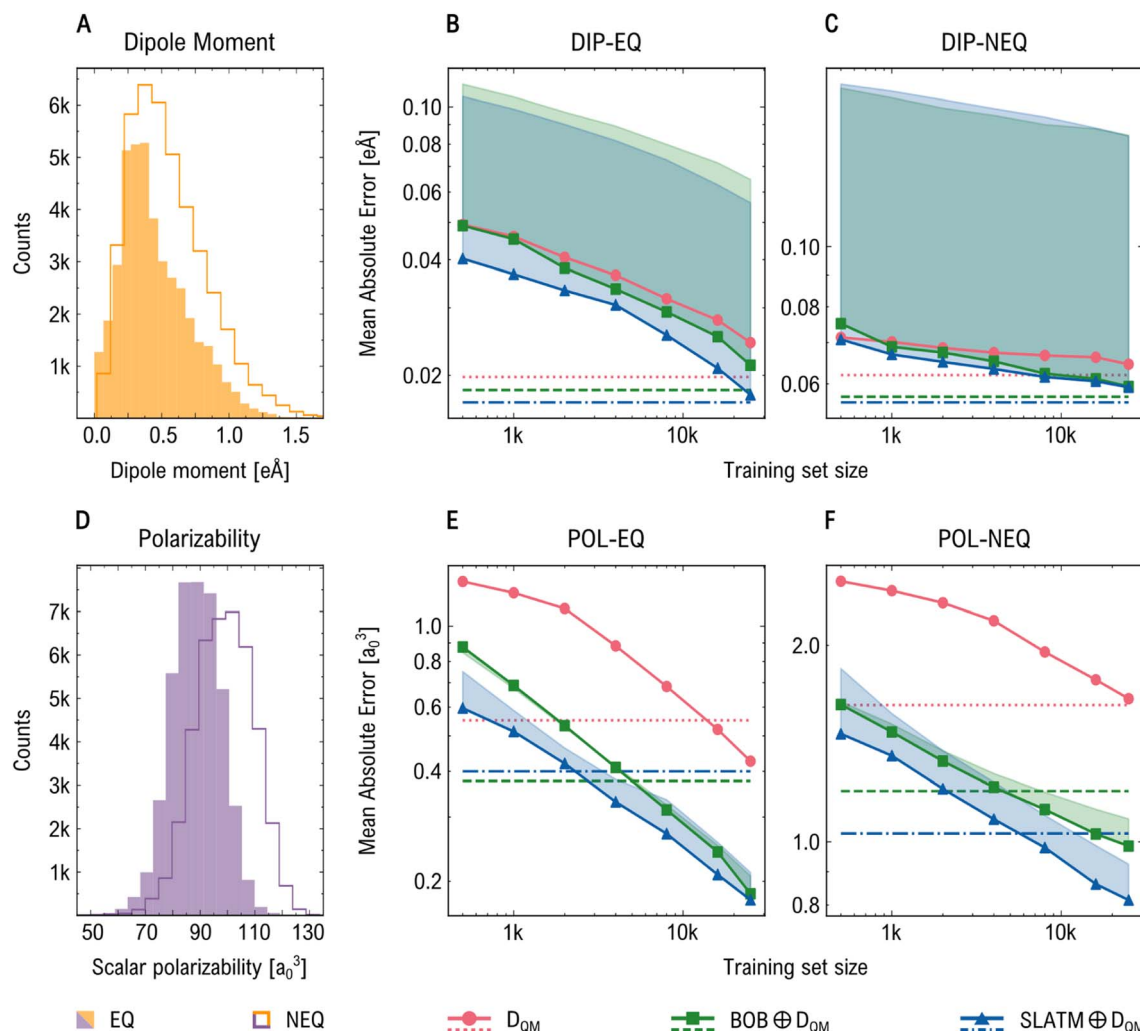 A
Dipole Moment
Counts
6k
5k
4k
3k
2k
1k
0.0 0.5 1.0 1.5
Dipole moment [eÅ]
B
DIP-EQ
Mean Absolute Error [eÅ]
0.10
0.08
0.06
0.04
0.02
1k 10k
C
DIP-NEQ
0.10
0.08
0.06
1k 10k
Training set size
D
Polarizability
Counts
7k
6k
5k
4k
3k
2k
1k
50 70 90 110 130
Scalar polarizability [a₀³]
E
POL-EQ
Mean Absolute Error [a₀³]
1.0
0.8
0.6
0.4
0.2
1k 10k
F
POL-NEQ
2.0
1.0
0.8
1k 10k
Training set size
EQ NEQ D_QM BOB ⊕ D_QM SLATM ⊕ D_QM